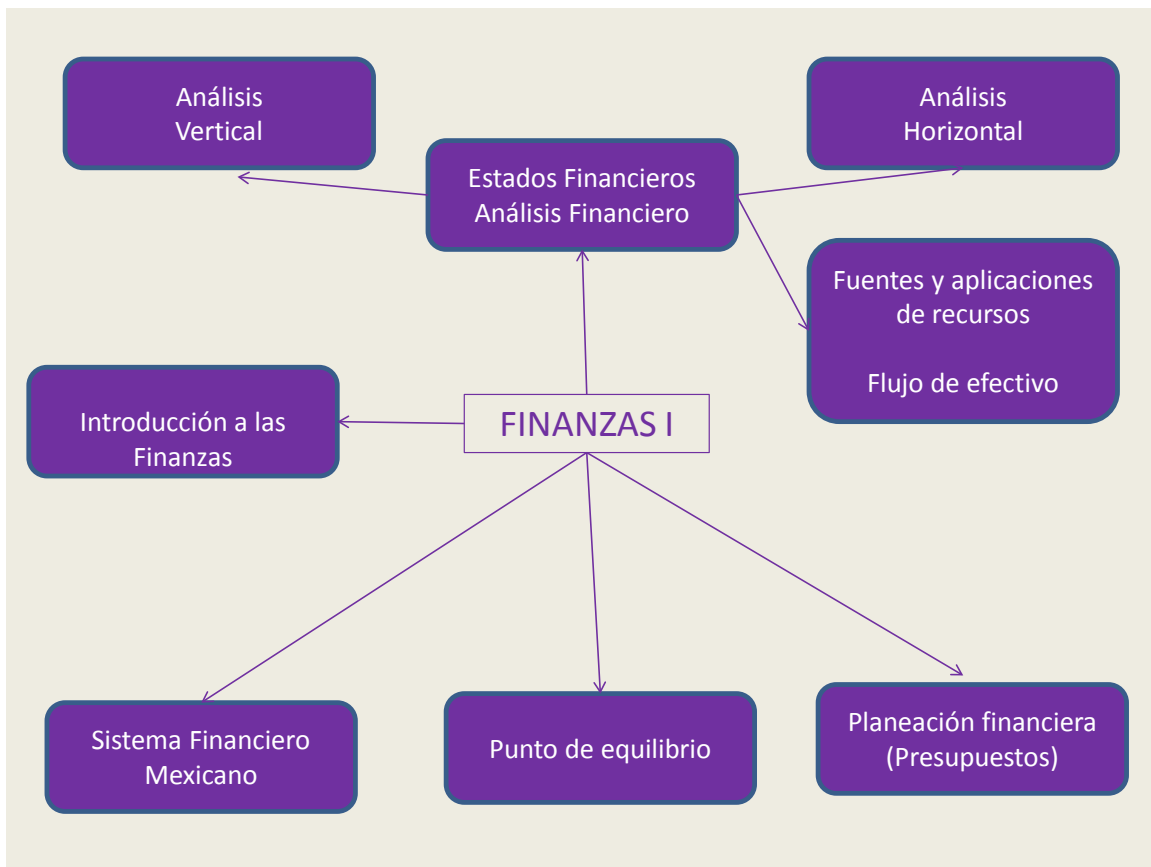 Análisis
Vertical
Análisis
Horizontal
Estados Financieros
Análisis Financiero
Fuentes y aplicaciones
de recursos
Flujo de efectivo
Introducción a las
Finanzas
FINANZAS I
Sistema Financiero
Mexicano
Punto de equilibrio
Planeación financiera
(Presupuestos)